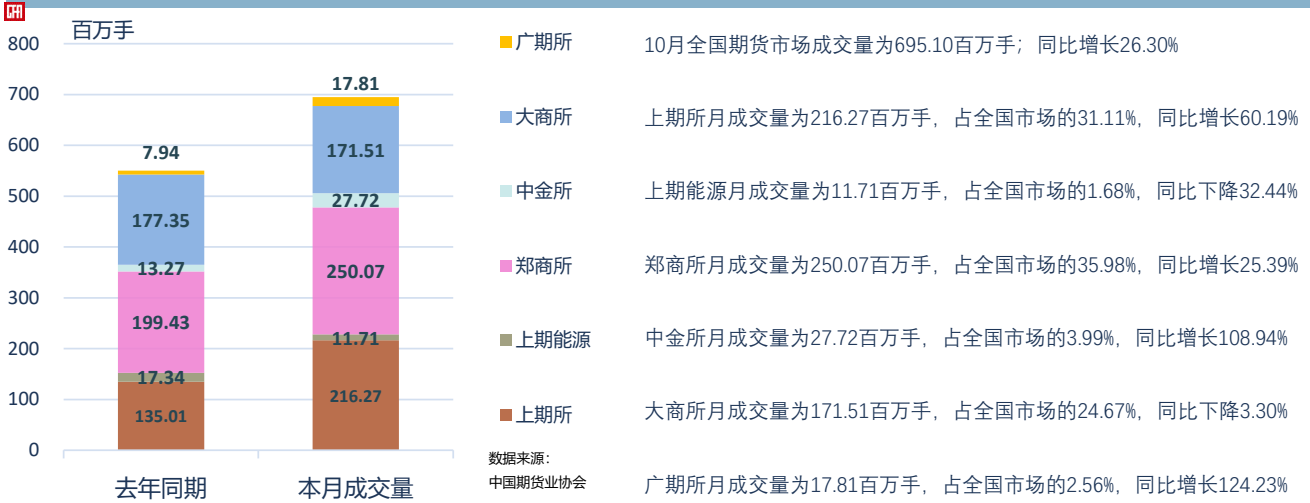 CFA
百万手
800
700
600
500
400
300
200
100
0
7.94
177.35
13.27
199.43
17.34
135.01
17.81
171.51
27.72
250.07
11.71
216.27
去年同期
本月成交量
广期所
大商所
中金所
郑商所
上期能源
上期所
数据来源：
中国期货业协会
10月全国期货市场成交量为695.10百万手；同比增长26.30%
上期所月成交量为216.27百万手，占全国市场的31.11%，同比增长60.19%
上期能源月成交量为11.71百万手，占全国市场的1.68%，同比下降32.44%
郑商所月成交量为250.07百万手，占全国市场的35.98%，同比增长25.39%
中金所月成交量为27.72百万手，占全国市场的3.99%，同比增长108.94%
大商所月成交量为171.51百万手，占全国市场的24.67%，同比下降3.30%
广期所月成交量为17.81百万手，占全国市场的2.56%，同比增长124.23%